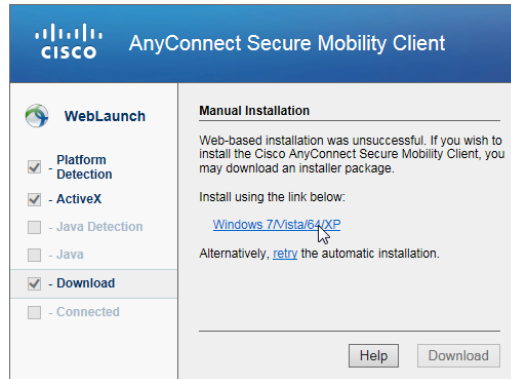 CISCO
AnyConnect Secure Mobility Client
WebLaunch
- Platform
Detection
- ActiveX
- Java Detection
- Java
- Download
- Connected
Manual Installation
Web-based installation was unsuccessful. If you wish to
install the Cisco AnyConnect Secure Mobility Client, you
may download an installer package.
Install using the link below:
Windows 7/Vista/64/XP
Alternatively, retry the automatic installation.
Help
Download